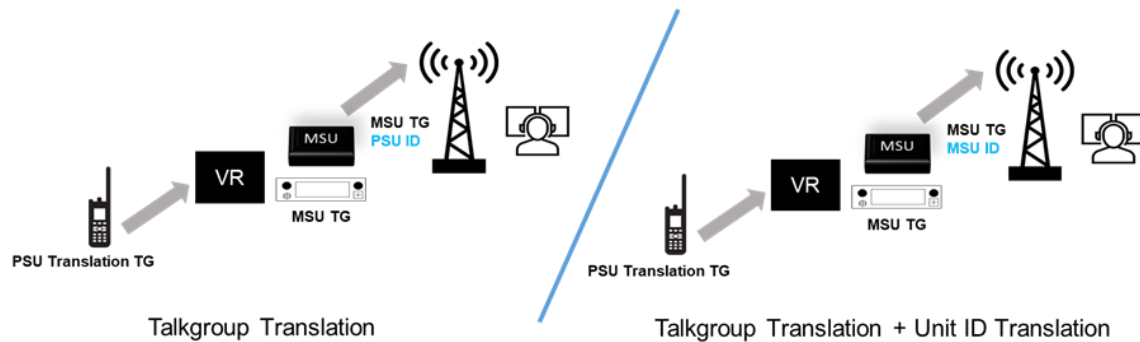 MSU
MSU TG
PSU ID
VR
MSU TG
PSU Translation TG
Talkgroup Translation
MSU TG
MSU
MSU ID
VR
MSU TG
PSU Translation TG
Talkgroup Translation + Unit ID Translation